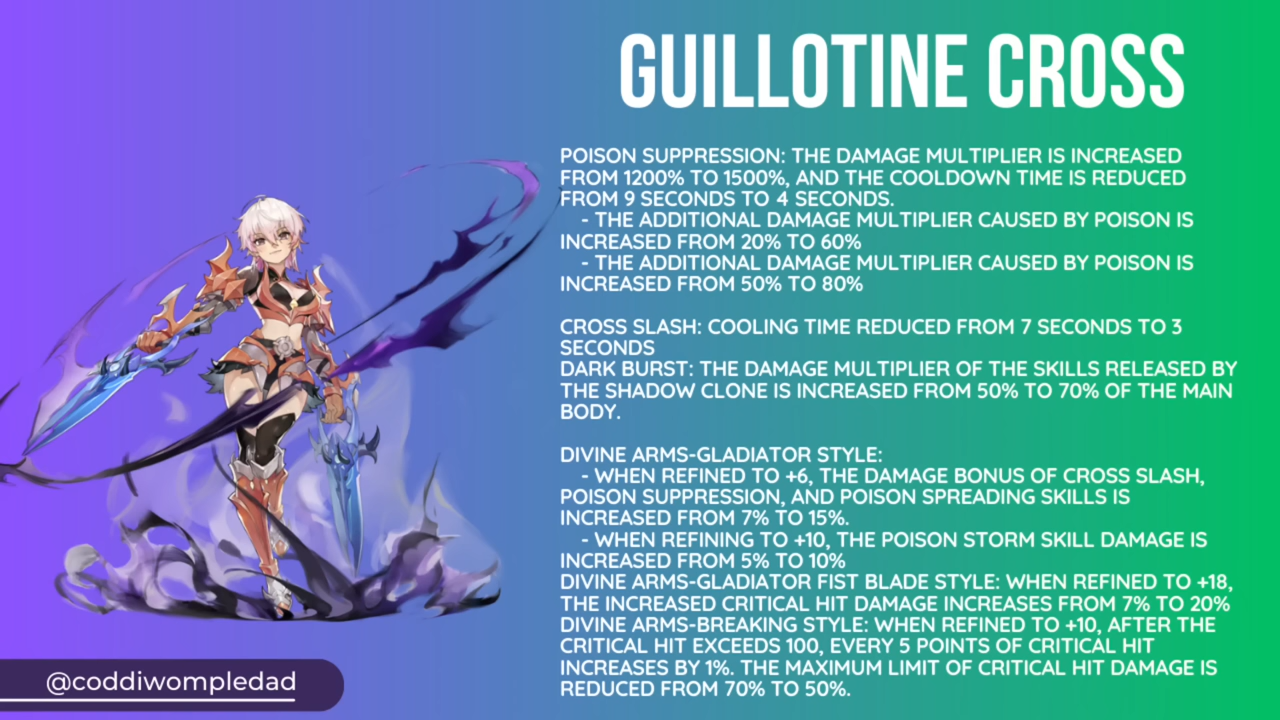 GUILLOTINE CROSS
POISON SUPPRESSION: THE DAMAGE MULTIPLIER IS INCREASED
FROM 1200% TO 1500%, AND THE COOLDOWN TIME IS REDUCED
FROM 9 SECONDS TO 4 SECONDS.
- THE ADDITIONAL DAMAGE MULTIPLIER CAUSED BY POISON IS
INCREASED FROM 20% TO 60%
- THE ADDITIONAL DAMAGE MULTIPLIER CAUSED BY POISON IS
INCREASED FROM 50% TO 80%
CROSS SLASH: COOLING TIME REDUCED FROM 7 SECONDS TO 3
SECONDS
DARK BURST: THE DAMAGE MULTIPLIER OF THE SKILLS RELEASED BY
THE SHADOW CLONE IS INCREASED FROM 50% TO 70% OF THE MAIN
BODY.
DIVINE ARMS-GLADIATOR STYLE:
- WHEN REFINED TO +6, THE DAMAGE BONUS OF CROSS SLASH,
POISON SUPPRESSION, AND POISON SPREADING SKILLS IS
INCREASED FROM 7% TO 15%.
- WHEN REFINING TO +10, THE POISON STORM SKILL DAMAGE IS
INCREASED FROM 5% TO 10%
DIVINE ARMS-GLADIATOR FIST BLADE STYLE: WHEN REFINED TO +18,
THE INCREASED CRITICAL HIT DAMAGE INCREASES FROM 7% TO 20%
DIVINE ARMS-BREAKING STYLE: WHEN REFINED TO +10, AFTER THE
CRITICAL HIT EXCEEDS 100, EVERY 5 POINTS OF CRITICAL HIT
INCREASES BY 1%. THE MAXIMUM LIMIT OF CRITICAL HIT DAMAGE IS
REDUCED FROM 70% TO 50%.
@coddiwompledad